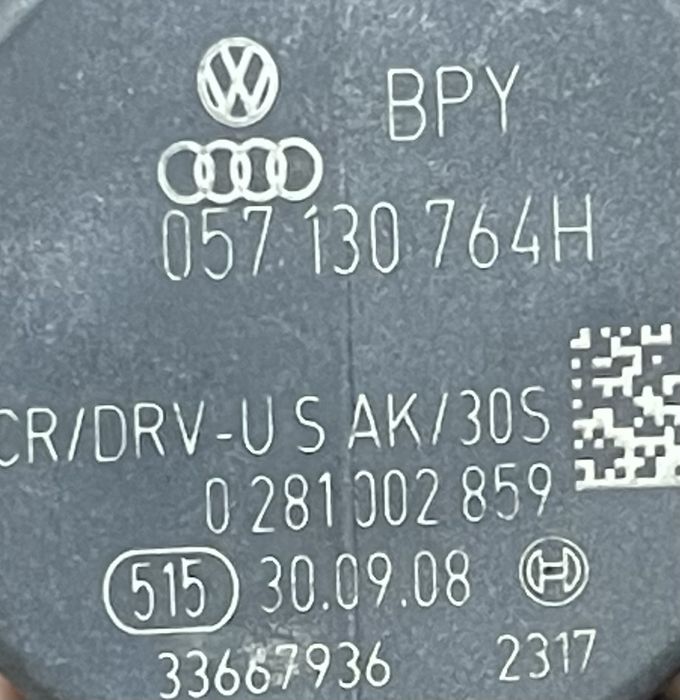 BPY
057 130 764H
CR/DRV-U S AK/30S
0 281 002 859
515 30.09.08
33667936 2317